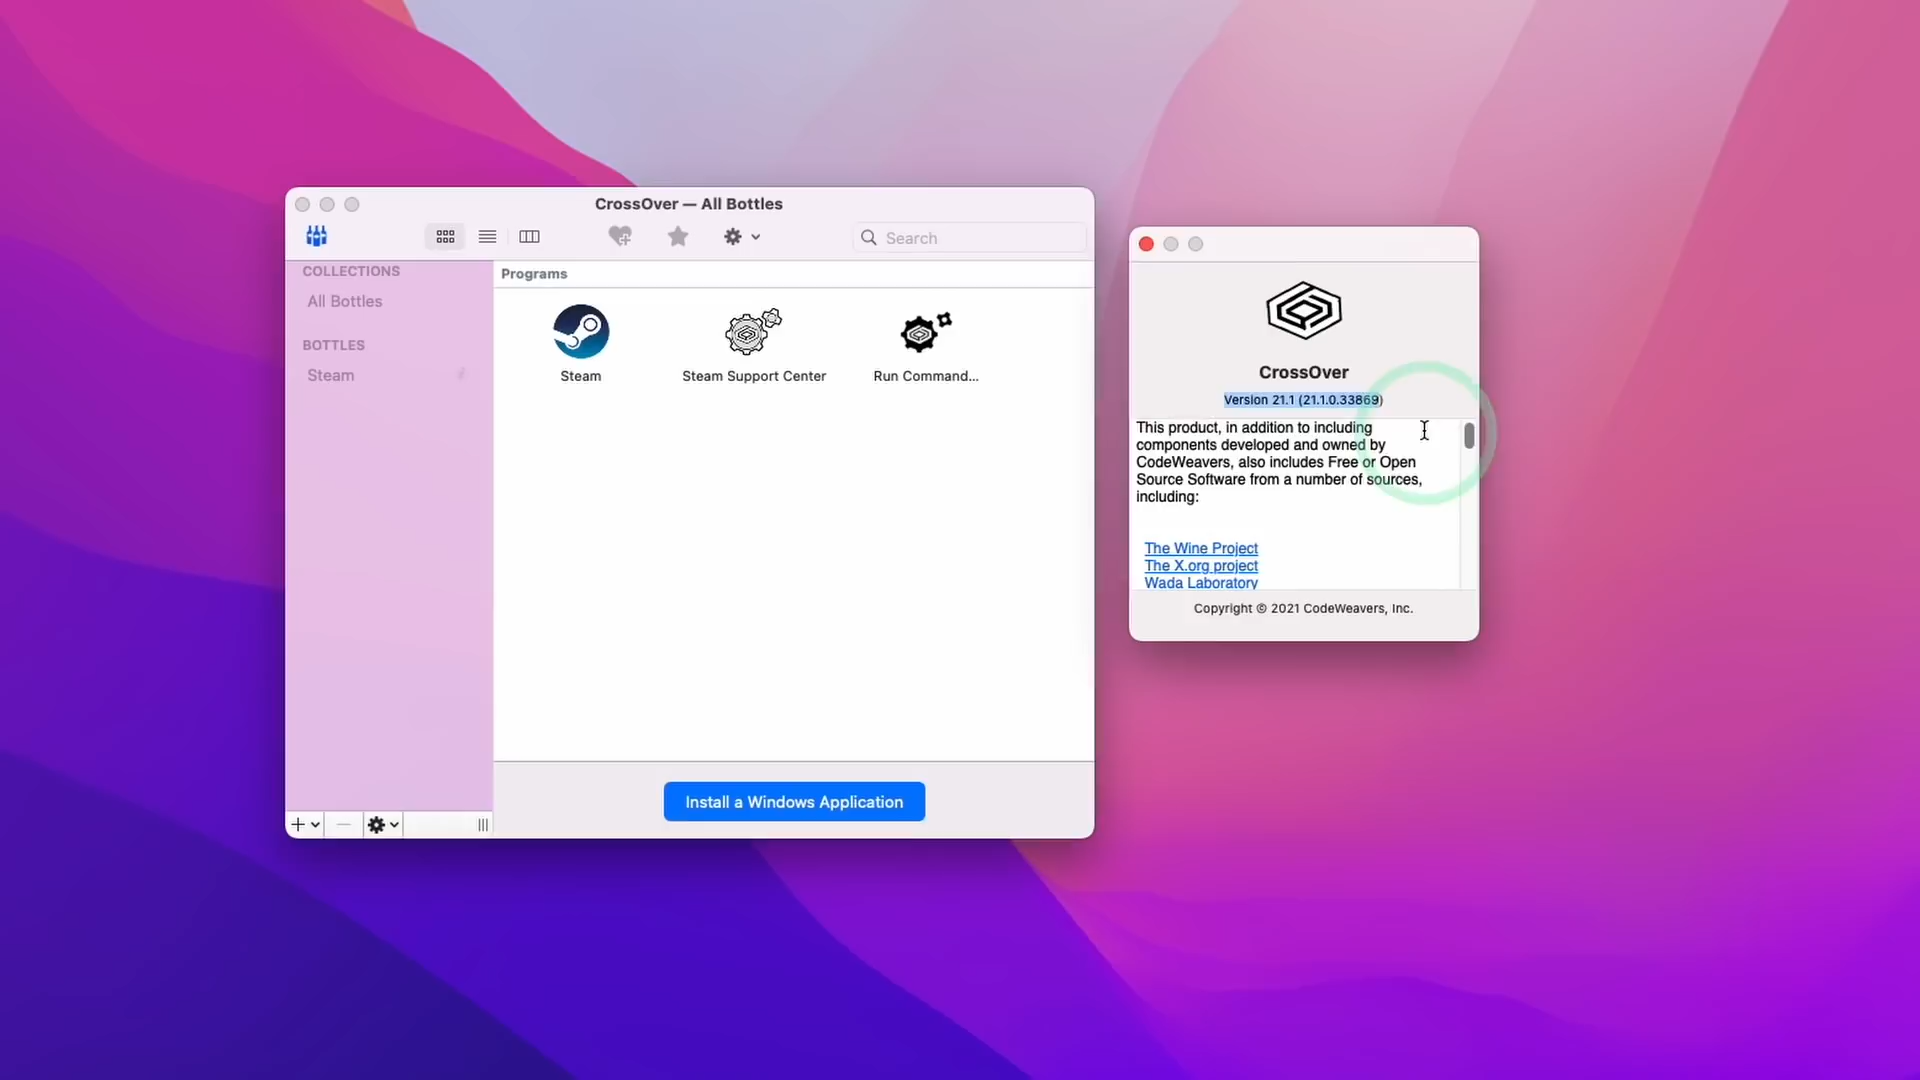 CrossOver — All Bottles
Search
COLLECTIONS
All Bottles
BOTTLES
Steam
Programs
Steam
Steam Support Center
Run Command...
Install a Windows Application
CrossOver
Version 21.1 (21.1.0.33869)
This product, in addition to including
components developed and owned by
CodeWeavers, also includes Free or Open
Source Software from a number of sources,
including:
The Wine Project
The X.org project
Wada Laboratory
Copyright © 2021 CodeWeavers, Inc.